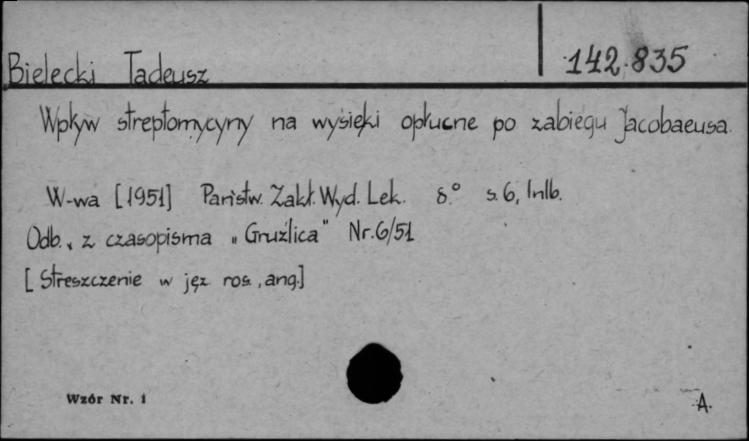 Bielecki Tadeusz 142.835
Wpływ streptomycyny na wysięki opłucne po zabiegu Jacobaeusa.
W-wa [1951] Państw. Zakł. Wyd. Lek. 8.° s. 6, lnlb.
Odb., z czasopisma „Gruźlica" Nr. 6/51
[Streszczenie w jęz ros., ang.]
Wzór Nr. 1
A.